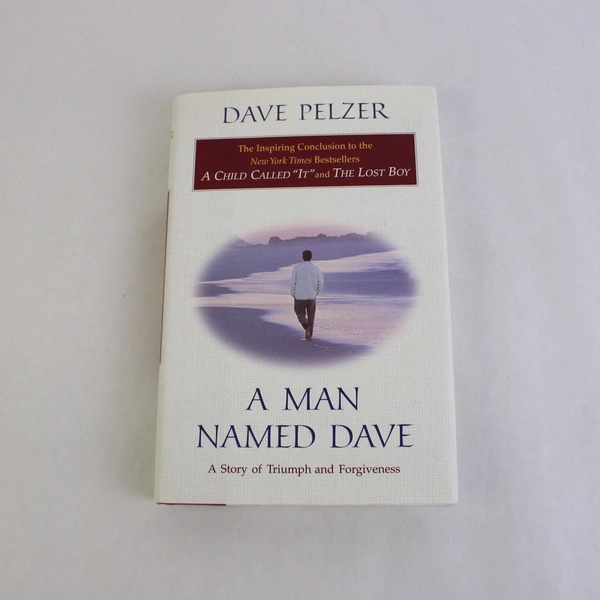 DAVE PELZER
The Inspiring Conclusion to the
New York Times Bestsellers
A CHILD CALLED "IT" and THE LOST BOY
A MAN
NAMED DAVE
A Story of Triumph and Forgiveness